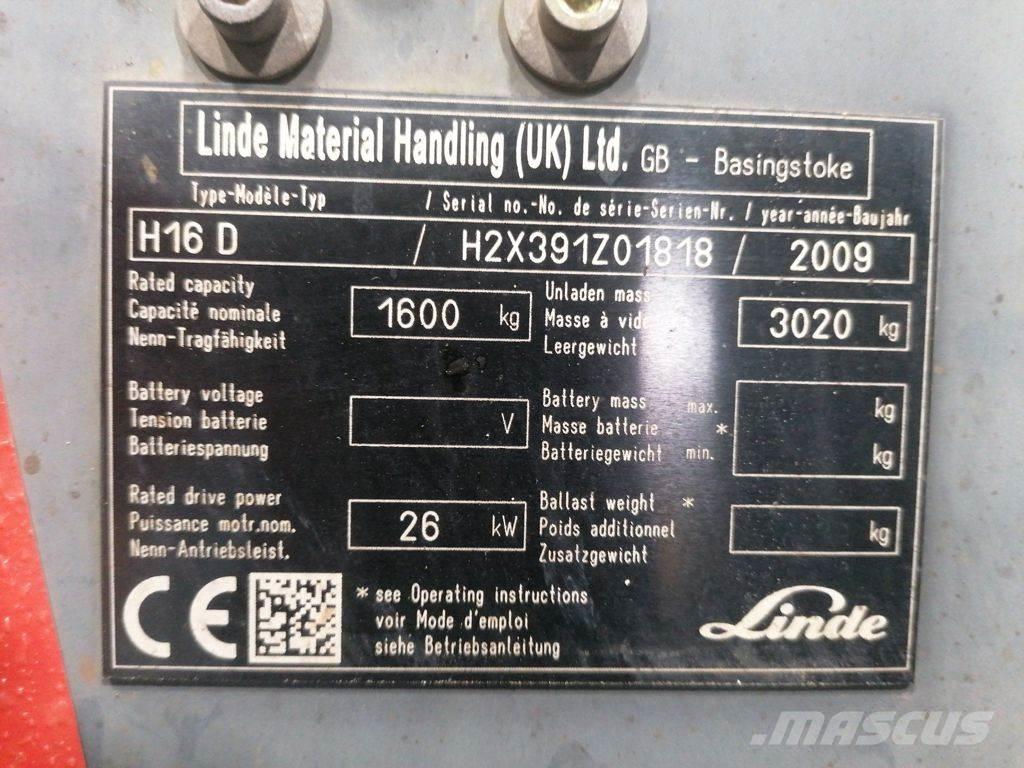 Linde Material Handling (UK) Ltd. GB - Basingstoke
Type-Modèle-Typ / Serial no.-No. de série-Serien-Nr. / year-année-Baujahr
H16 D / H2X391Z01818 / 2009
Rated capacity
Capacité nominale
Nenn-Tragfähigkeit
1600 kg
Unladen mass
Masse à vide
Leergewicht
3020 kg
Battery voltage
Tension batterie
Batteriespannung
V
Battery mass max.
Masse batterie *
Batteriegewicht min.
kg
kg
Rated drive power
Puissance motr.nom.
Nenn-Antriebsleist.
26 kW
Ballast weight *
Poids additionnel
Zusatzgewicht
kg
CE
* see Operating instructions
voir Mode d'emploi
siehe Betriebsanleitung
Linde
MASCUS